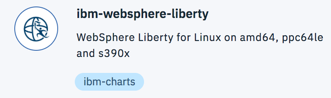 ibm-websphere-liberty
WebSphere Liberty for Linux on amd64, ppc64le
and s390x
ibm-charts